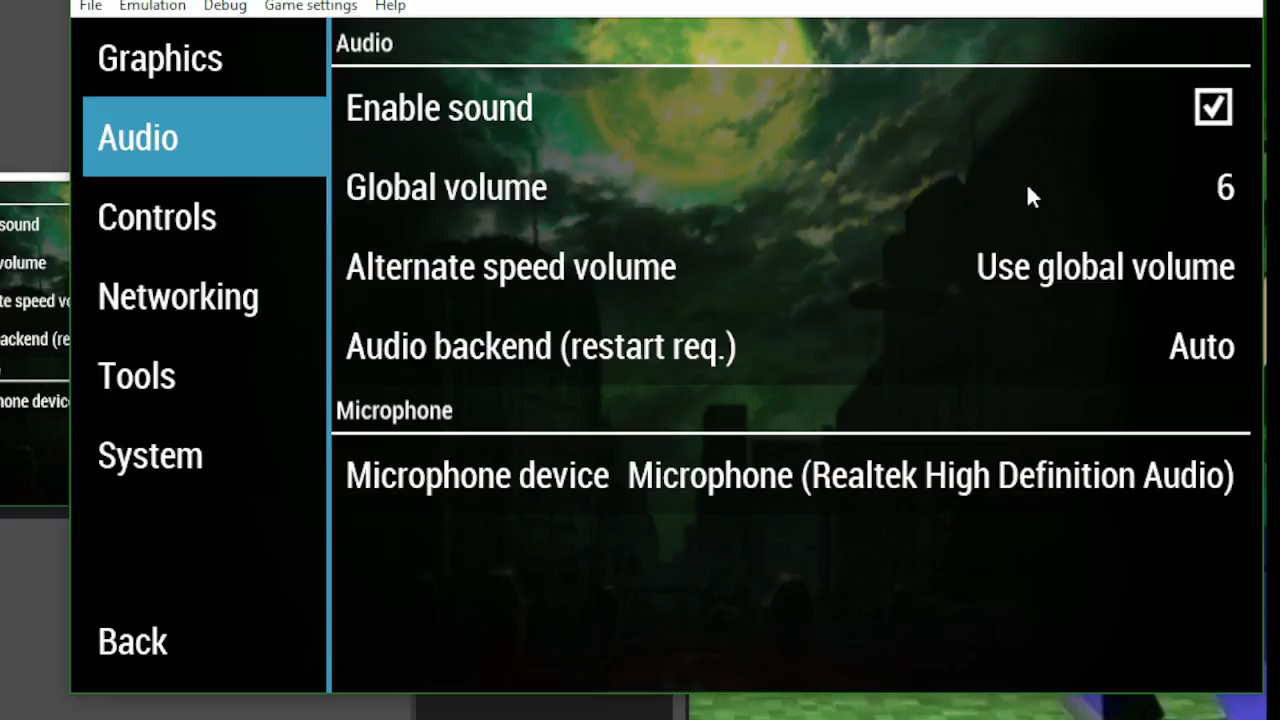 File Emulation Debug Game settings Help
Graphics
Audio
Controls
Networking
Tools
System
Back
Audio
Enable sound
Global volume 6
Alternate speed volume Use global volume
Audio backend (restart req.) Auto
Microphone
Microphone device Microphone (Realtek High Definition Audio)
sound
volume
te speed vo
ackend (re
hone device